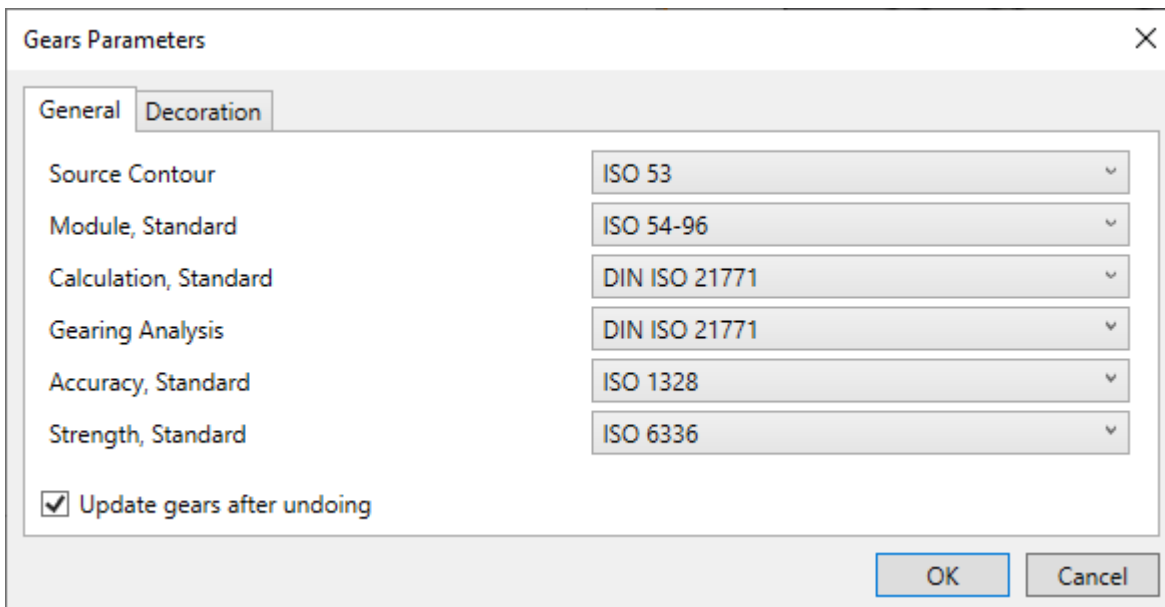 Gears Parameters
General Decoration
Source Contour ISO 53
Module, Standard ISO 54-96
Calculation, Standard DIN ISO 21771
Gearing Analysis DIN ISO 21771
Accuracy, Standard ISO 1328
Strength, Standard ISO 6336
Update gears after undoing
OK Cancel